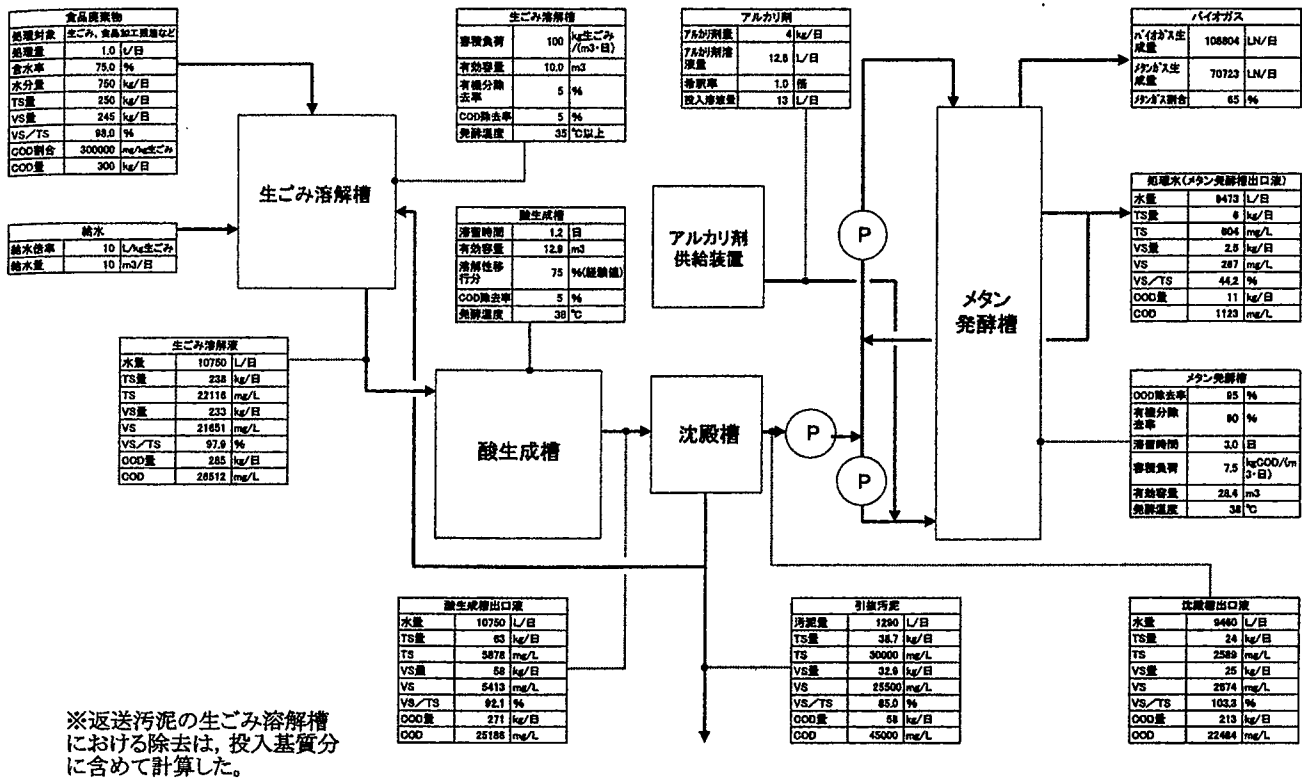 食品廃棄物
処理対象 生ごみ、食品加工残渣など
処理量 1.0 t/日
含水率 75.0 %
水分量 750 kg/日
TS量 250 kg/日
VS量 245 kg/日
VS/TS 98.0 %
COD割合 300000 mg/kg生ごみ
COD量 300 kg/日
給水
給水倍率 10 L/kg生ごみ
給水量 10 m3/日
生ごみ溶解槽
容積負荷 100 kg生ごみ/(m3・日)
有効容量 10.0 m3
有機分除去率 5 %
COD除去率 5 %
発酵温度 35 ℃以上
アルカリ剤
アルカリ剤量 4 kg/日
アルカリ剤溶液量 12.5 L/日
希釈率 1.0 倍
投入溶液量 13 L/日
バイオガス
バイオガス生成量 108804 LN/日
メタンガス生成量 70723 LN/日
メタンガス割合 65 %
生ごみ溶解槽
酸生成槽
滞留時間 1.2 日
有効容量 12.9 m3
溶解性移行分 75 %(経験値)
COD除去率 5 %
発酵温度 38 ℃
アルカリ剤
供給装置
P
メタン
発酵槽
処理水(メタン発酵槽出口液)
水量 9473 L/日
TS量 6 kg/日
TS 604 mg/L
VS量 2.5 kg/日
VS 267 mg/L
VS/TS 44.2 %
COD量 11 kg/日
COD 1123 mg/L
生ごみ溶解液
水量 10750 L/日
TS量 238 kg/日
TS 22116 mg/L
VS量 233 kg/日
VS 21651 mg/L
VS/TS 97.9 %
COD量 285 kg/日
COD 26512 mg/L
酸生成槽
沈殿槽
P
P
メタン発酵槽
COD除去率 95 %
有機分除去率 90 %
滞留時間 3.0 日
容積負荷 7.5 kgCOD/(m3・日)
有効容量 28.4 m3
発酵温度 38 ℃
酸生成槽出口液
水量 10750 L/日
TS量 63 kg/日
TS 5878 mg/L
VS量 58 kg/日
VS 5413 mg/L
VS/TS 92.1 %
COD量 271 kg/日
COD 25186 mg/L
引抜汚泥
汚泥量 1290 L/日
TS量 38.7 kg/日
TS 30000 mg/L
VS量 32.9 kg/日
VS 25500 mg/L
VS/TS 85.0 %
COD量 58 kg/日
COD 45000 mg/L
沈殿槽出口液
水量 9460 L/日
TS量 24 kg/日
TS 2589 mg/L
VS量 25 kg/日
VS 2674 mg/L
VS/TS 103.3 %
COD量 213 kg/日
COD 22484 mg/L
※返送汚泥の生ごみ溶解槽
における除去は,投入基質分
に含めて計算した。